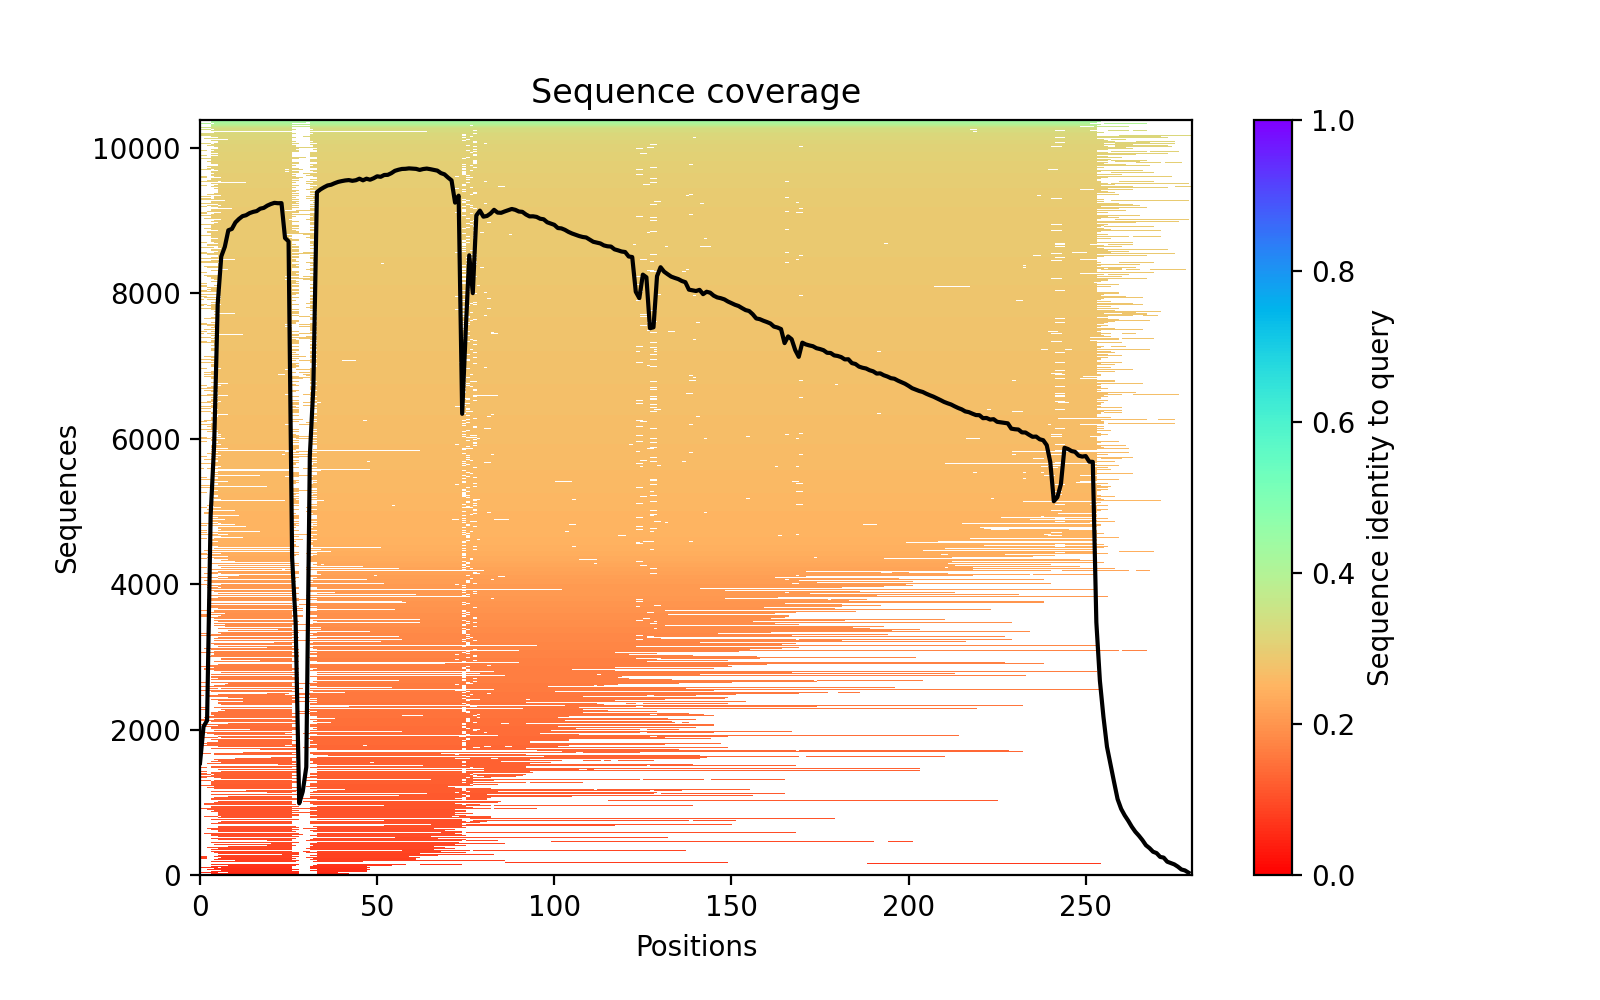 Sequence coverage
Sequences
10000
8000
6000
4000
2000
0
0 50 100 150 200 250
Positions
1.0
0.8
0.6
0.4
0.2
0.0
Sequence identity to query